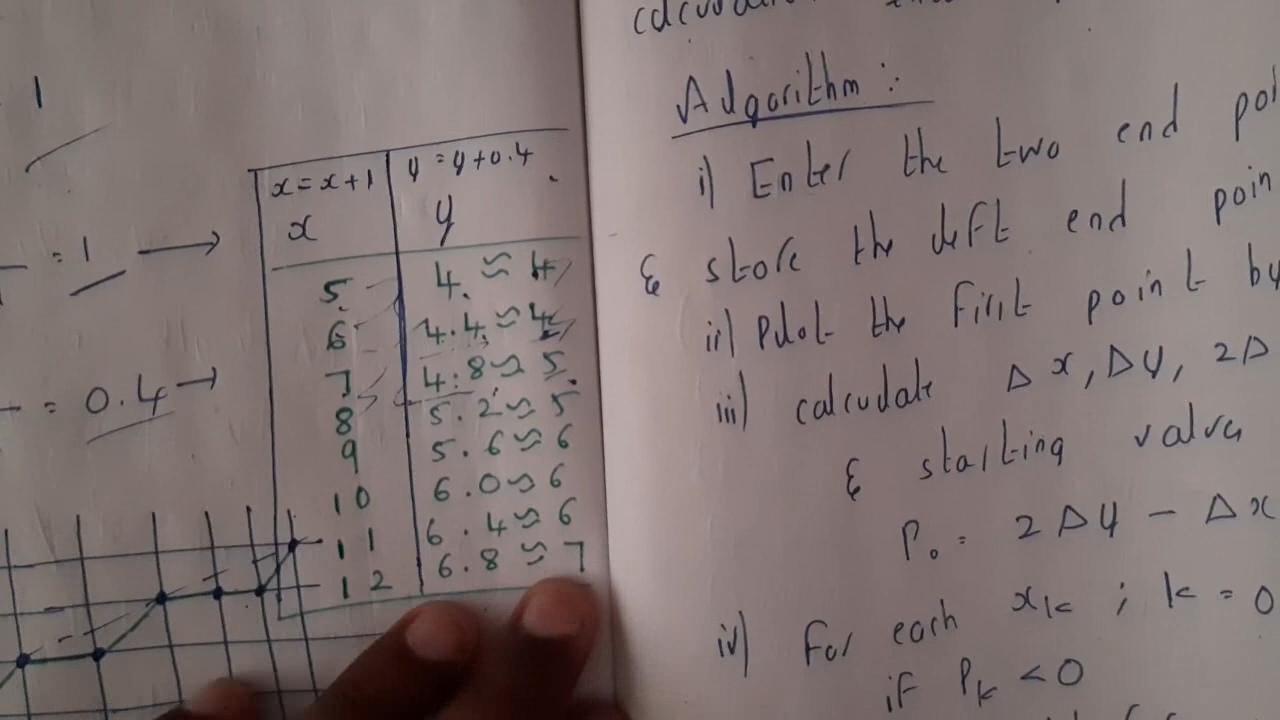 1
= 1 →
= 0.4 →
x = x+1 y = y+0.4
x y
5 4 ≈ 4
6 4.4 ≈ 4
7 4.8 ≈ 5
8 5.2 ≈ 5
9 5.6 ≈ 6
10 6.0 ≈ 6
11 6.4 ≈ 6
12 6.8 ≈ 7
Algorithm :
i) Enter the two end
& store the left end
ii) Plot the first point by
iii) calculate Δx, Δy, 2Δ
& starting value
P₀ = 2Δy - Δx
iv) For each xk ; k = 0
if Pk < 0